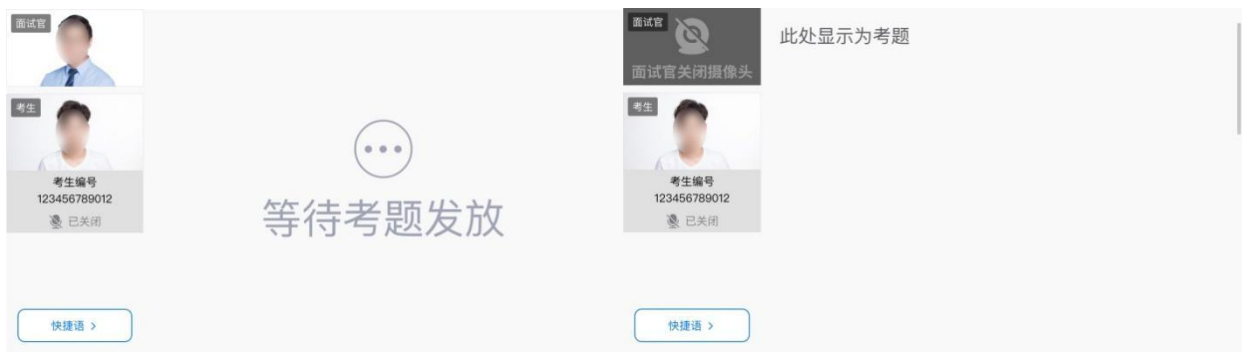 面试官
考生
考生编号
123456789012
已关闭
等待考题发放
快捷语 >
面试官
面试官关闭摄像头
此处显示为考题
考生
考生编号
123456789012
已关闭
快捷语 >